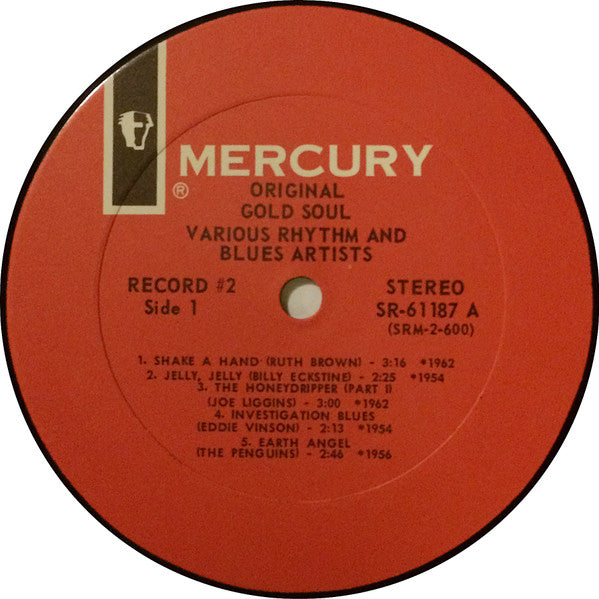 MERCURY
®
ORIGINAL
GOLD SOUL
VARIOUS RHYTHM AND
BLUES ARTISTS
RECORD #2
Side 1
STEREO
SR-61187 A
(SRM-2-600)
1. SHAKE A HAND (RUTH BROWN) - 3:16 *1962
2. JELLY, JELLY (BILLY ECKSTINE) - 2:25 *1954
3. THE HONEYDRIPPER (PART I)
(JOE LIGGINS) - 3:00 *1962
4. INVESTIGATION BLUES
(EDDIE VINSON) - 2:13 *1954
5. EARTH ANGEL
(THE PENGUINS) - 2:46 *1956